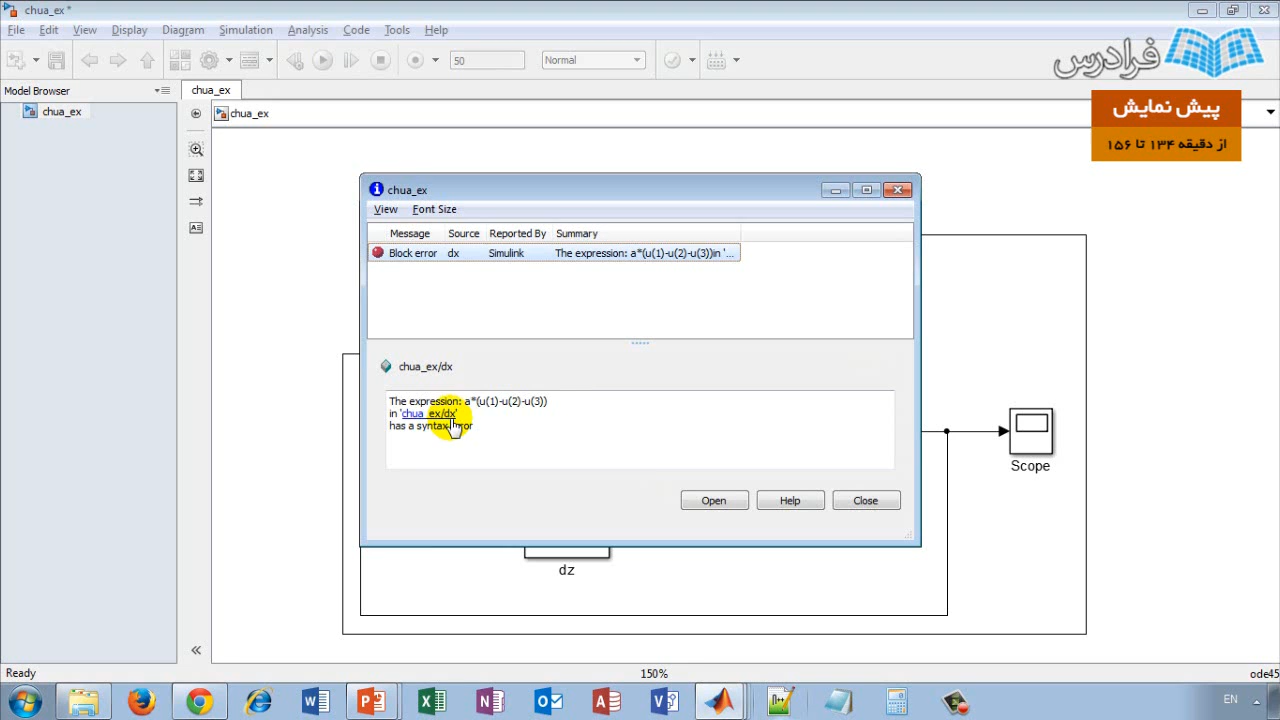 chua_ex *
File Edit View Display Diagram Simulation Analysis Code Tools Help
50
Normal
فرادرس
پیش نمایش
از دقیقه ۱۳۴ تا ۱۵۶
Model Browser
chua_ex
chua_ex
chua_ex
chua_ex
View Font Size
Message Source Reported By Summary
Block error dx Simulink The expression: a*(u(1)-u(2)-u(3))in '...
chua_ex/dx
The expression: a*(u(1)-u(2)-u(3))
in 'chua_ex/dx'
has a syntax error
Open Help Close
Scope
dz
Ready
150%
ode45
EN